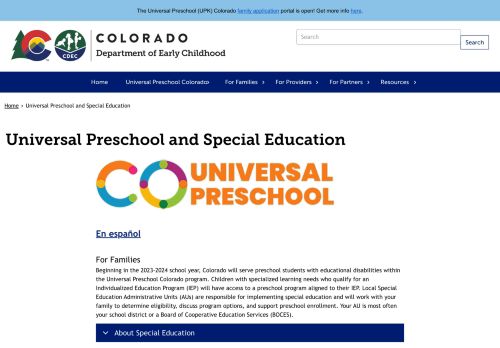 The Universal Preschool (UPK) Colorado family application portal is open! Get more info here.
COLORADO
Department of Early Childhood
CDEC
Search
Search
Home
Universal Preschool Colorado
For Families
For Providers
For Partners
Resources
Home › Universal Preschool and Special Education
Universal Preschool and Special Education
CO UNIVERSAL
PRESCHOOL
En español
For Families
Beginning in the 2023-2024 school year, Colorado will serve preschool students with educational disabilities within
the Universal Preschool Colorado program. Children with specialized learning needs who qualify for an
Individualized Education Program (IEP) will have access to a preschool program aligned to their IEP. Local Special
Education Administrative Units (AUs) are responsible for implementing special education and will work with your
family to determine eligibility, discuss program options, and support preschool enrollment. Your AU is most often
your school district or a Board of Cooperative Education Services (BOCES).
About Special Education